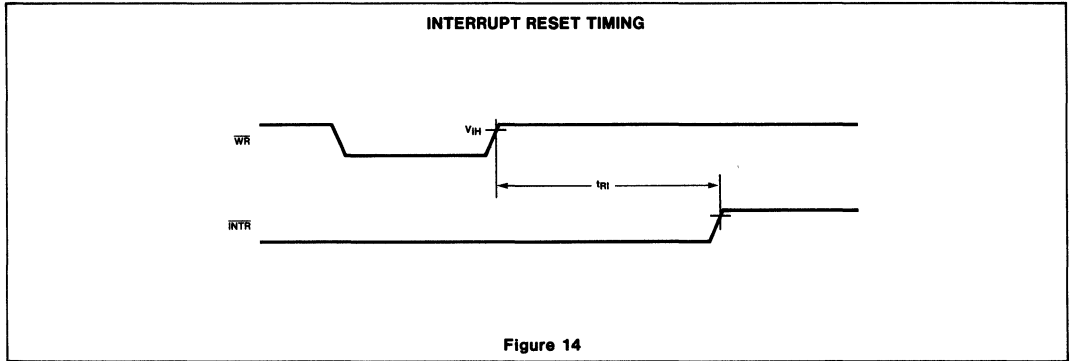 INTERRUPT RESET TIMING
WR
VIH
tRI
INTR
Figure 14